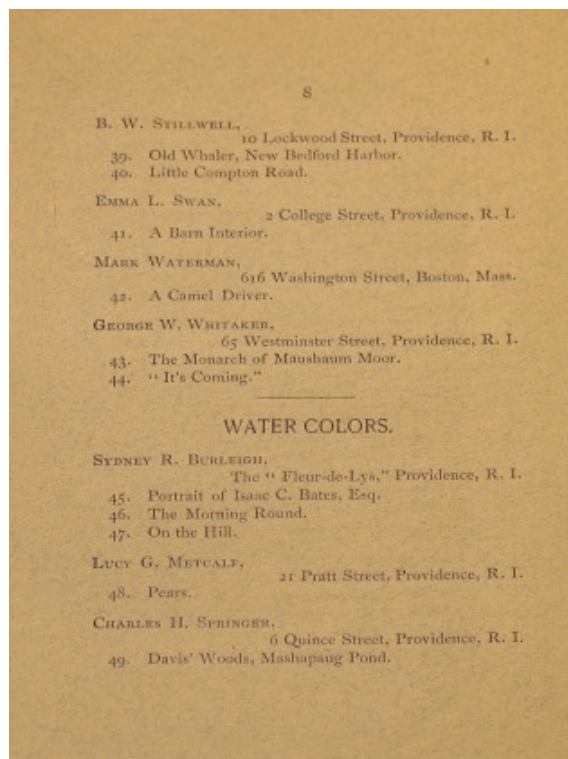 8
B. W. STILLWELL,
10 Lockwood Street, Providence, R. I.
39. Old Whaler, New Bedford Harbor.
40. Little Compton Road.
EMMA L. SWAN,
2 College Street, Providence, R. I.
41. A Barn Interior.
MARK WATERMAN,
616 Washington Street, Boston, Mass.
42. A Camel Driver.
GEORGE W. WHITAKER,
65 Westminster Street, Providence, R. I.
43. The Monarch of Mausbaum Moor.
44. “ It's Coming.”
WATER COLORS.
SYDNEY R. BURLEIGH,
The “ Fleur-de-Lys,” Providence, R. I.
45. Portrait of Isaac C. Bates, Esq.
46. The Morning Round.
47. On the Hill.
LUCY G. METCALF,
21 Pratt Street, Providence, R. I.
48. Pears.
CHARLES H. SPRINGER,
6 Quince Street, Providence, R. I.
49. Davis' Woods, Mashapaug Pond.